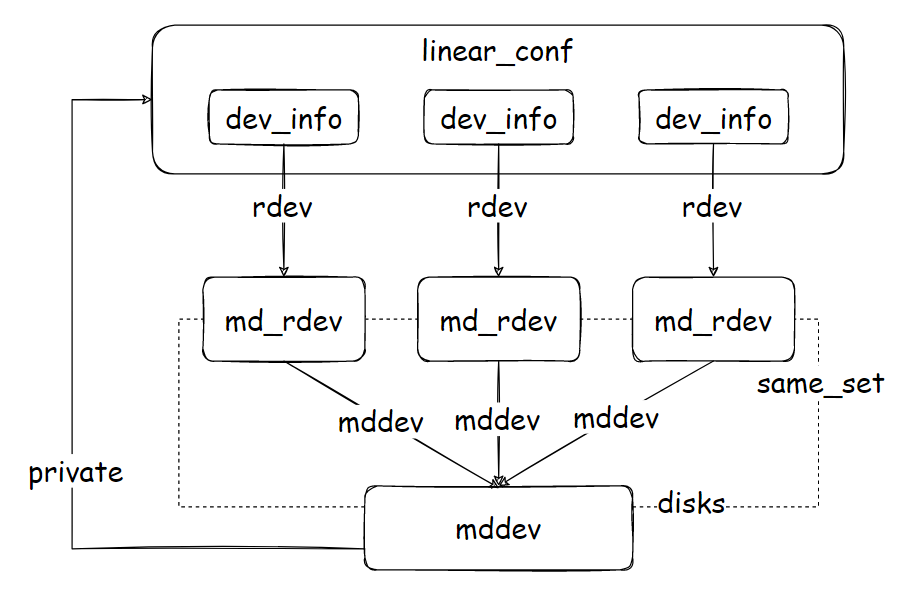 linear_conf
dev_info
dev_info
dev_info
rdev
rdev
rdev
md_rdev
md_rdev
md_rdev
same_set
mddev
mddev
mddev
private
disks
mddev